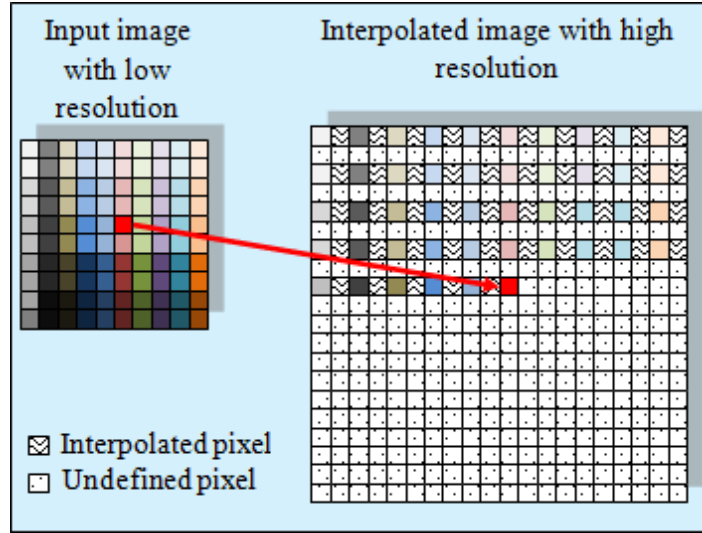 Input image
with low
resolution
Interpolated image with high
resolution
Interpolated pixel
Undefined pixel